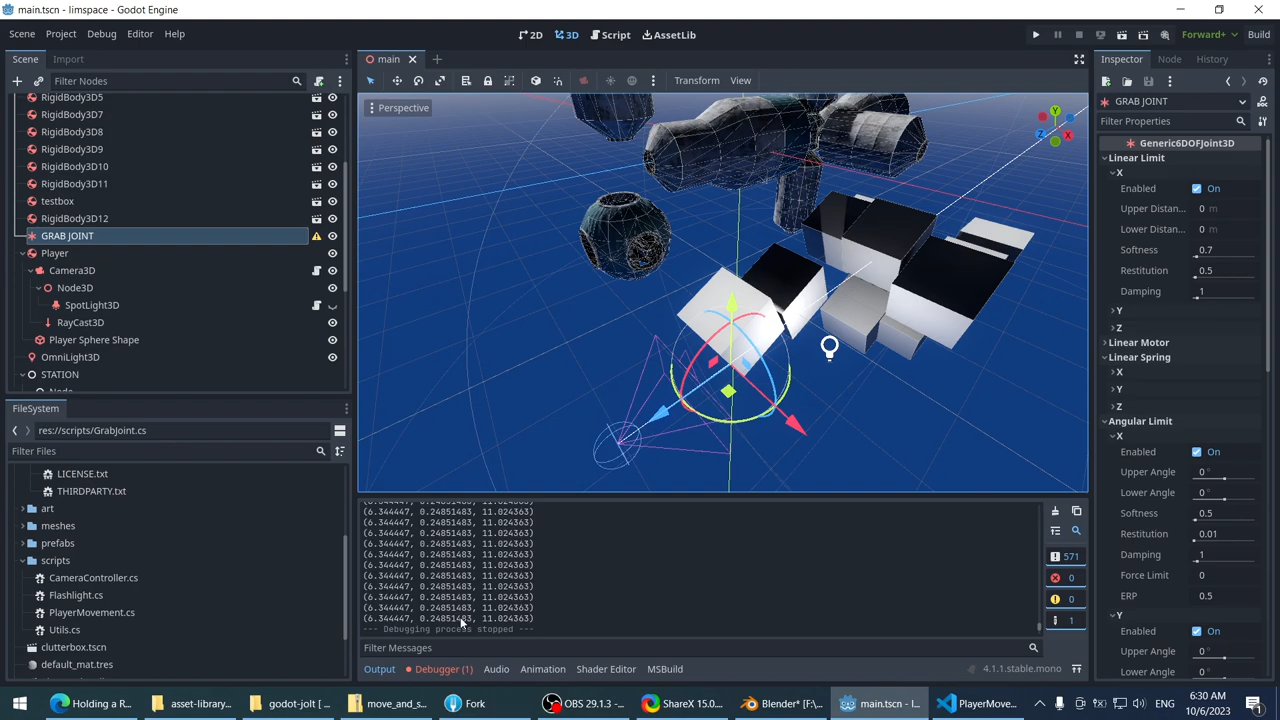 main.tscn - limspace - Godot Engine
Scene Project Debug Editor Help
2D 3D Script AssetLib
Forward+ Build
Scene Import
Filter Nodes
RigidBody3D5
RigidBody3D7
RigidBody3D8
RigidBody3D9
RigidBody3D10
RigidBody3D11
testbox
RigidBody3D12
GRAB JOINT
Player
Camera3D
Node3D
SpotLight3D
RayCast3D
Player Sphere Shape
OmniLight3D
STATION
FileSystem
res://scripts/GrabJoint.cs
Filter Files
LICENSE.txt
THIRDPARTY.txt
art
meshes
prefabs
scripts
CameraController.cs
Flashlight.cs
PlayerMovement.cs
Utils.cs
clutterbox.tscn
default_mat.tres
main
Transform View
Perspective
Y
Z
X
(6.344447, 0.24851483, 11.024363)
(6.344447, 0.24851483, 11.024363)
(6.344447, 0.24851483, 11.024363)
(6.344447, 0.24851483, 11.024363)
(6.344447, 0.24851483, 11.024363)
(6.344447, 0.24851483, 11.024363)
(6.344447, 0.24851483, 11.024363)
(6.344447, 0.24851483, 11.024363)
(6.344447, 0.24851483, 11.024363)
(6.344447, 0.24851483, 11.024363)
(6.344447, 0.24851483, 11.024363)
(6.344447, 0.24851483, 11.024363)
--- Debugging process stopped ---
571
0
0
1
Filter Messages
Output Debugger (1) Audio Animation Shader Editor MSBuild
4.1.1.stable.mono
Inspector Node History
GRAB JOINT
Filter Properties
Generic6DOFJoint3D
Linear Limit
X
Enabled On
Upper Distan... 0 m
Lower Distan... 0 m
Softness 0.7
Restitution 0.5
Damping 1
Y
Z
Linear Motor
Linear Spring
X
Y
Z
Angular Limit
X
Enabled On
Upper Angle 0 °
Lower Angle 0 °
Softness 0.5
Restitution 0.01
Damping 1
Force Limit 0
ERP 0.5
Y
Enabled On
Upper Angle 0 °
Lower Angle 0 °
Holding a R... asset-library... godot-jolt [ ... move_and_s... Fork OBS 29.1.3 -... ShareX 15.0.... Blender* [F:\... main.tscn - l... PlayerMove...
ENG 6:30 AM
10/6/2023
1